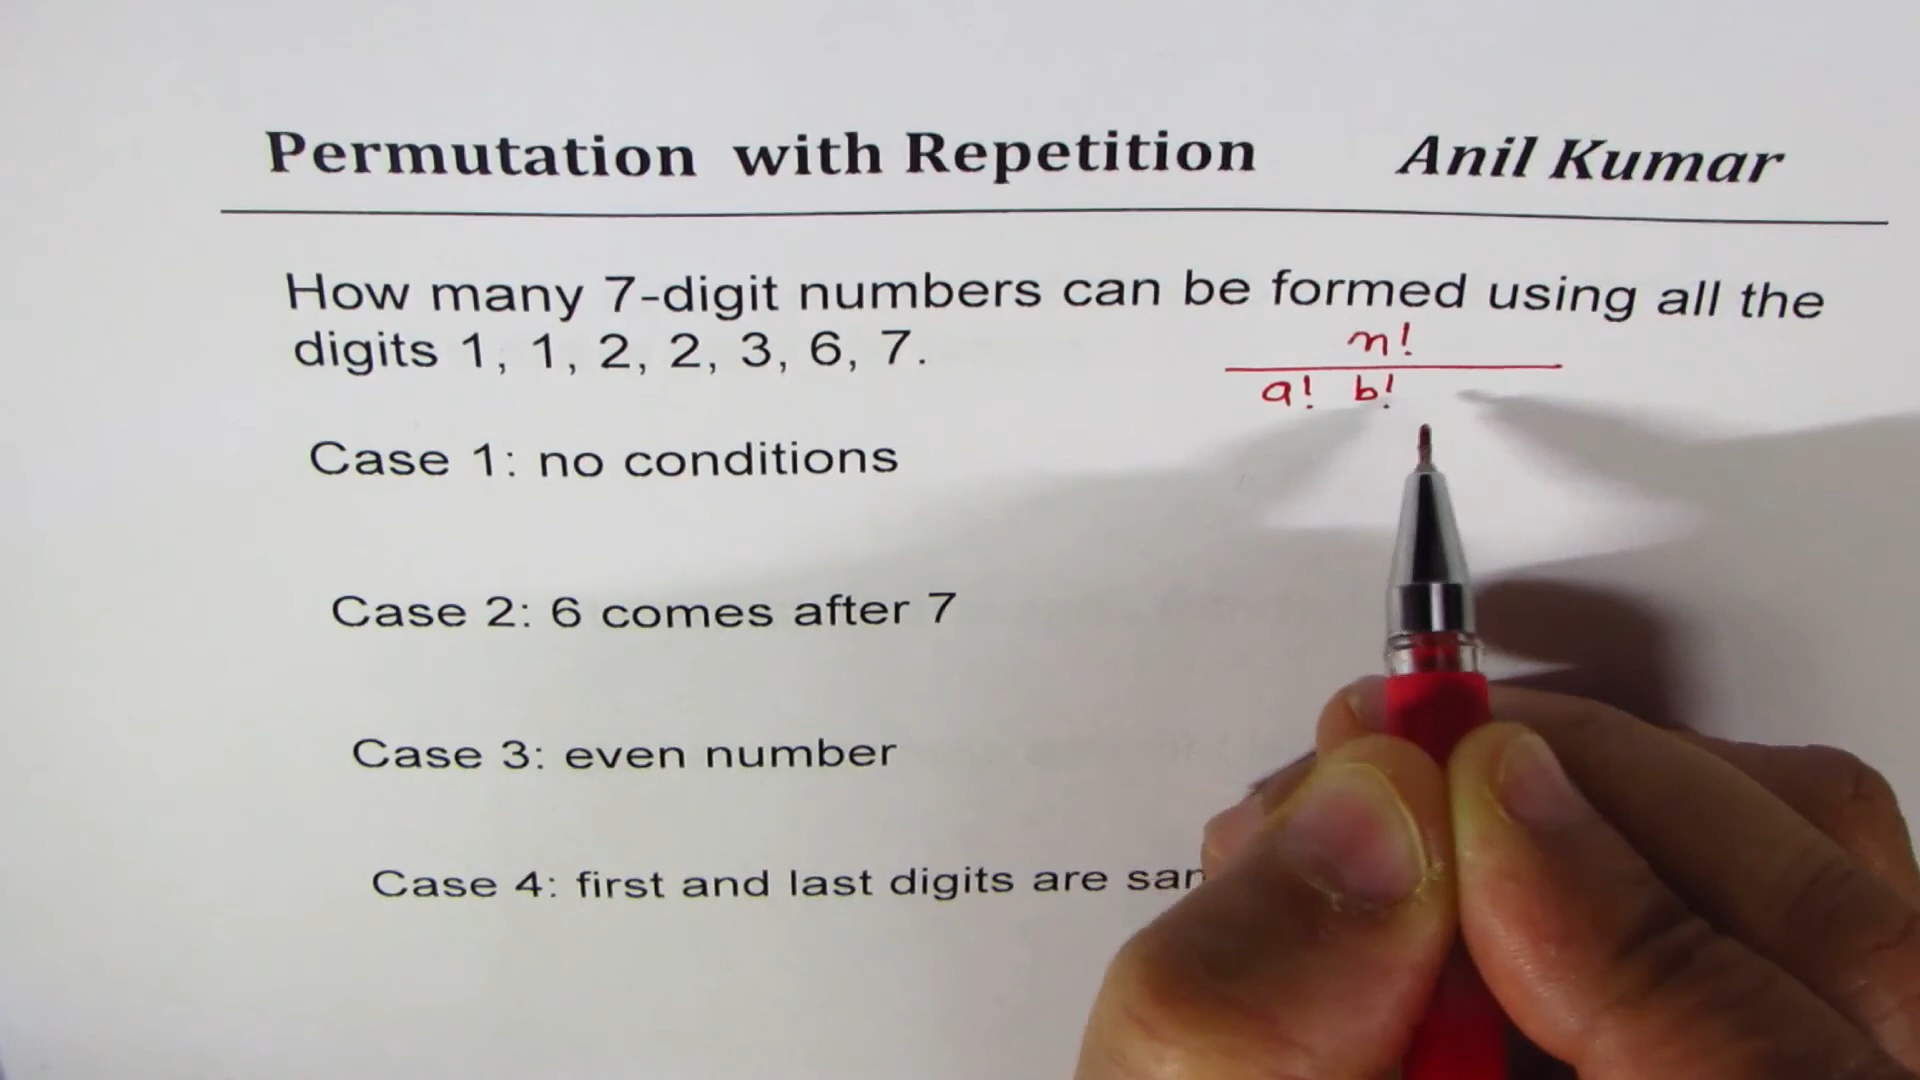 Permutation with Repetition Anil Kumar
How many 7-digit numbers can be formed using all the
digits 1, 1, 2, 2, 3, 6, 7.
n!
a! b!
Case 1: no conditions
Case 2: 6 comes after 7
Case 3: even number
Case 4: first and last digits are